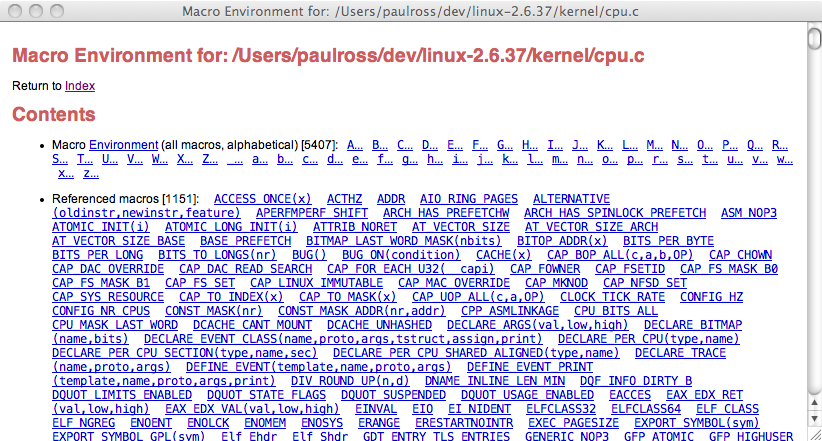 Macro Environment for: /Users/paulross/dev/linux-2.6.37/kernel/cpu.c
Macro Environment for: /Users/paulross/dev/linux-2.6.37/kernel/cpu.c
Return to Index
Contents
• Macro Environment (all macros, alphabetical) [5407]: A... B... C... D... E... F... G... H... I... J... K... L... M... N... O... P... Q... R...
S... T... U... V... W... X... Z... _... a... b... c... d... e... f... g... h... i... j... k... l... m... n... o... p... r... s... t... u... v... w...
x... z...
• Referenced macros [1151]: ACCESS_ONCE(x) ACTHZ ADDR AIO_RING_PAGES ALTERNATIVE
(oldinstr,newinstr,feature) APERFMPERF_SHIFT ARCH_HAS_PREFETCHW ARCH_HAS_SPINLOCK_PREFETCH ASM_NOP3
ATOMIC_INIT(i) ATOMIC_LONG_INIT(i) ATTRIB_NORET AT_VECTOR_SIZE AT_VECTOR_SIZE_ARCH
AT_VECTOR_SIZE_BASE BASE_PREFETCH BITMAP_LAST_WORD_MASK(nbits) BITOP_ADDR(x) BITS_PER_BYTE
BITS_PER_LONG BITS_TO_LONGS(nr) BUG() BUG_ON(condition) CACHE(x) CAP_BOP_ALL(c,a,b,OP) CAP_CHOWN
CAP_DAC_OVERRIDE CAP_DAC_READ_SEARCH CAP_FOR_EACH_U32(__capi) CAP_FOWNER CAP_FSETID CAP_FS_MASK_B0
CAP_FS_MASK_B1 CAP_FS_SET CAP_LINUX_IMMUTABLE CAP_MAC_OVERRIDE CAP_MKNOD CAP_NFSD_SET
CAP_SYS_RESOURCE CAP_TO_INDEX(x) CAP_TO_MASK(x) CAP_UOP_ALL(c,a,OP) CLOCK_TICK_RATE CONFIG_HZ
CONFIG_NR_CPUS CONST_MASK(nr) CONST_MASK_ADDR(nr,addr) CPP_ASMLINKAGE CPU_BITS_ALL
CPU_MASK_LAST_WORD DCACHE_CANT_MOUNT DCACHE_UNHASHED DECLARE_ARGS(val,low,high) DECLARE_BITMAP
(name,bits) DECLARE_EVENT_CLASS(name,proto,args,tstruct,assign,print) DECLARE_PER_CPU(type,name)
DECLARE_PER_CPU_SECTION(type,name,sec) DECLARE_PER_CPU_SHARED_ALIGNED(type,name) DECLARE_TRACE
(name,proto,args) DEFINE_EVENT(template,name,proto,args) DEFINE_EVENT_PRINT
(template,name,proto,args,print) DIV_ROUND_UP(n,d) DNAME_INLINE_LEN_MIN DQF_INFO_DIRTY_B
DQUOT_LIMITS_ENABLED DQUOT_STATE_FLAGS DQUOT_SUSPENDED DQUOT_USAGE_ENABLED EACCES EAX_EDX_RET
(val,low,high) EAX_EDX_VAL(val,low,high) EINVAL EIO EI_NIDENT ELFCLASS32 ELFCLASS64 ELF_CLASS
ELF_NGREG ENOENT ENOLCK ENOMEM ENOSYS ERANGE ERESTARTNOINTR EXEC_PAGESIZE EXPORT_SYMBOL(sym)
EXPORT_SYMBOL_GPL(sym) Elf_Ehdr Elf_Shdr GDT_ENTRY_TLS_ENTRIES GENERIC_NOP3 GFP_ATOMIC GFP_HIGHUSER